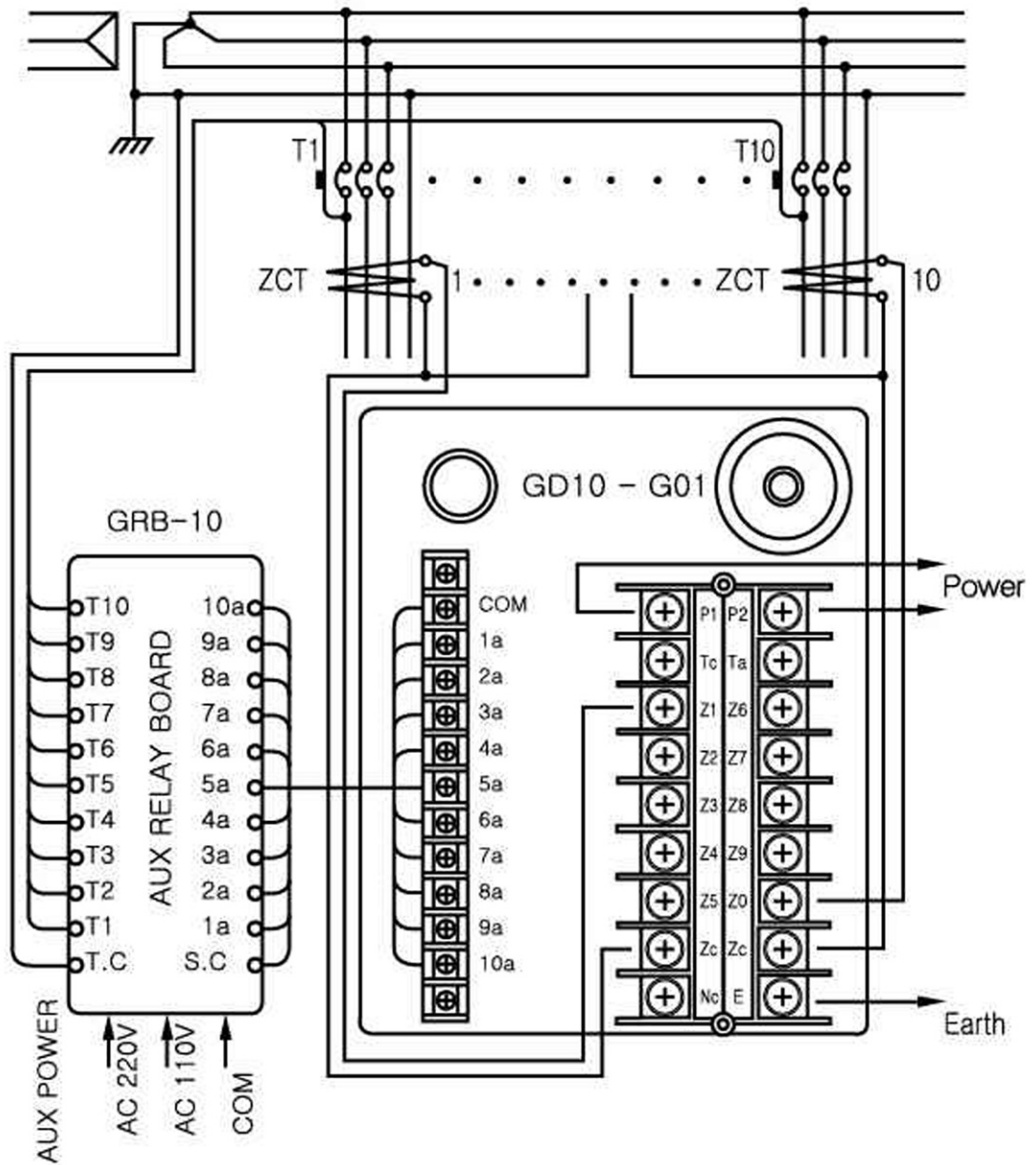 T1
T10
ZCT
1
ZCT
10
GD10 - G01
GRB-10
T10 10a
T9 9a
T8 8a
T7 7a
T6 6a
T5 5a
T4 4a
T3 3a
T2 2a
T1 1a
T.C S.C
AUX RELAY BOARD
AUX POWER
AC 220V
AC 110V
COM
COM
1a
2a
3a
4a
5a
6a
7a
8a
9a
10a
P1 P2
Tc Ta
Z1 Z6
Z2 Z7
Z3 Z8
Z4 Z9
Z5 Z0
Zc Zc
Nc E
Power
Earth